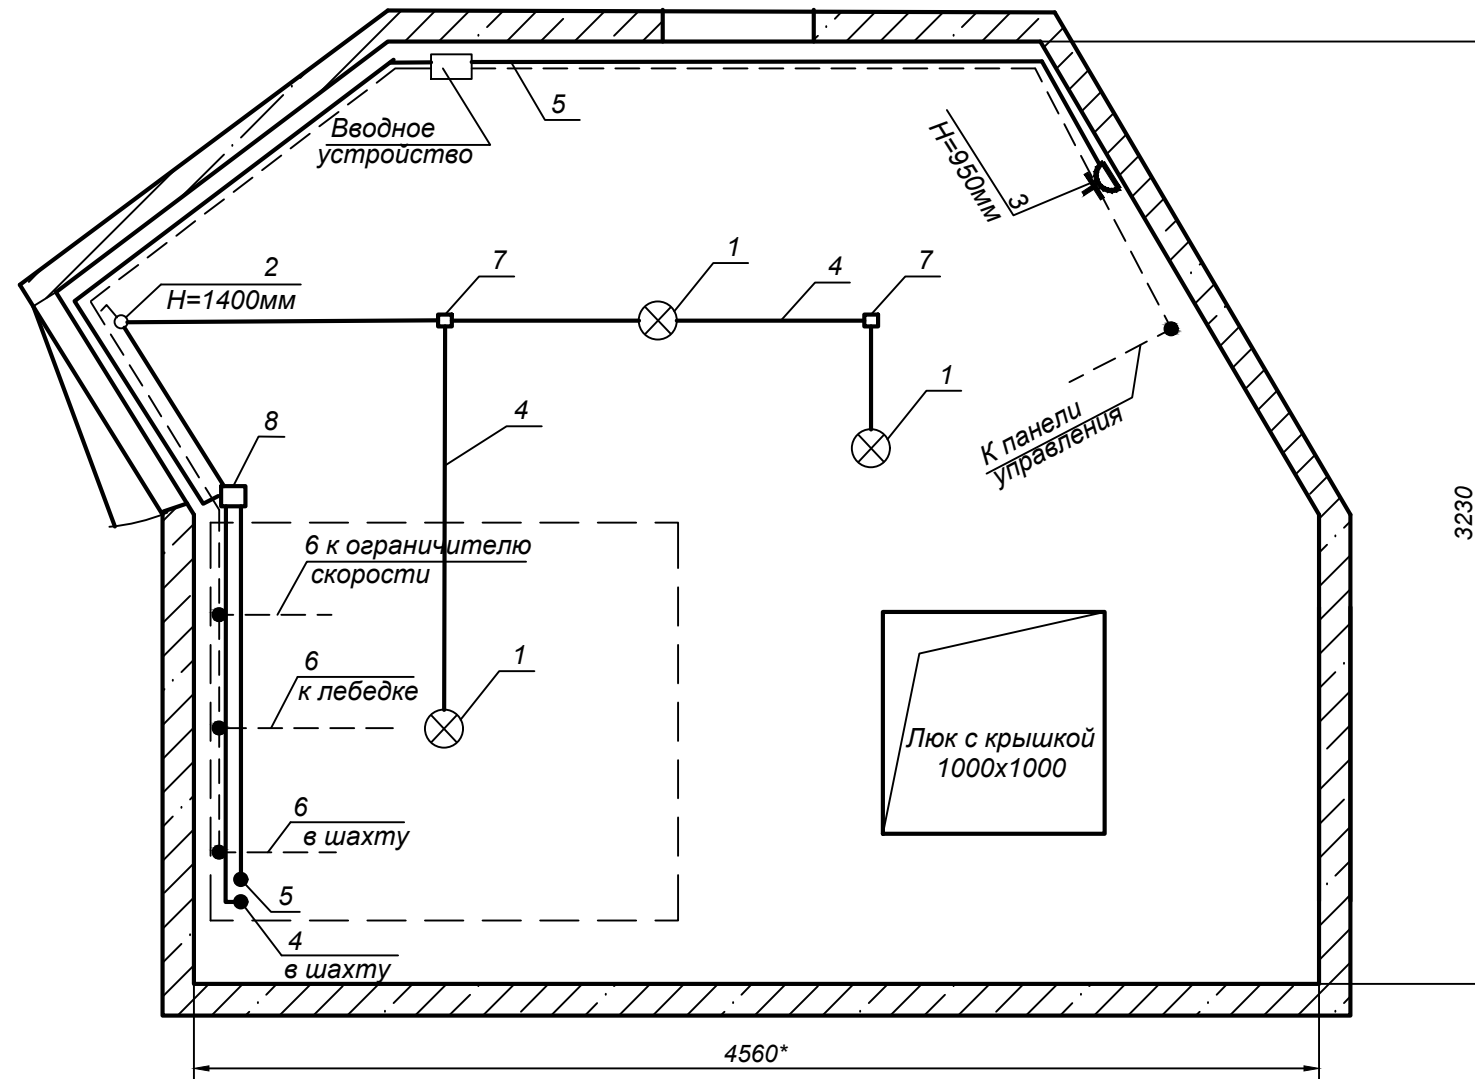 5
Вводное
устройство
H=950мм
3
2
H=1400мм
7
1
4
7
1
4
8
К панели
управления
3230
6 к ограничителю
скорости
6
к лебедке
1
Люк с крышкой
1000х1000
6
в шахту
5
4
в шахту
4560*